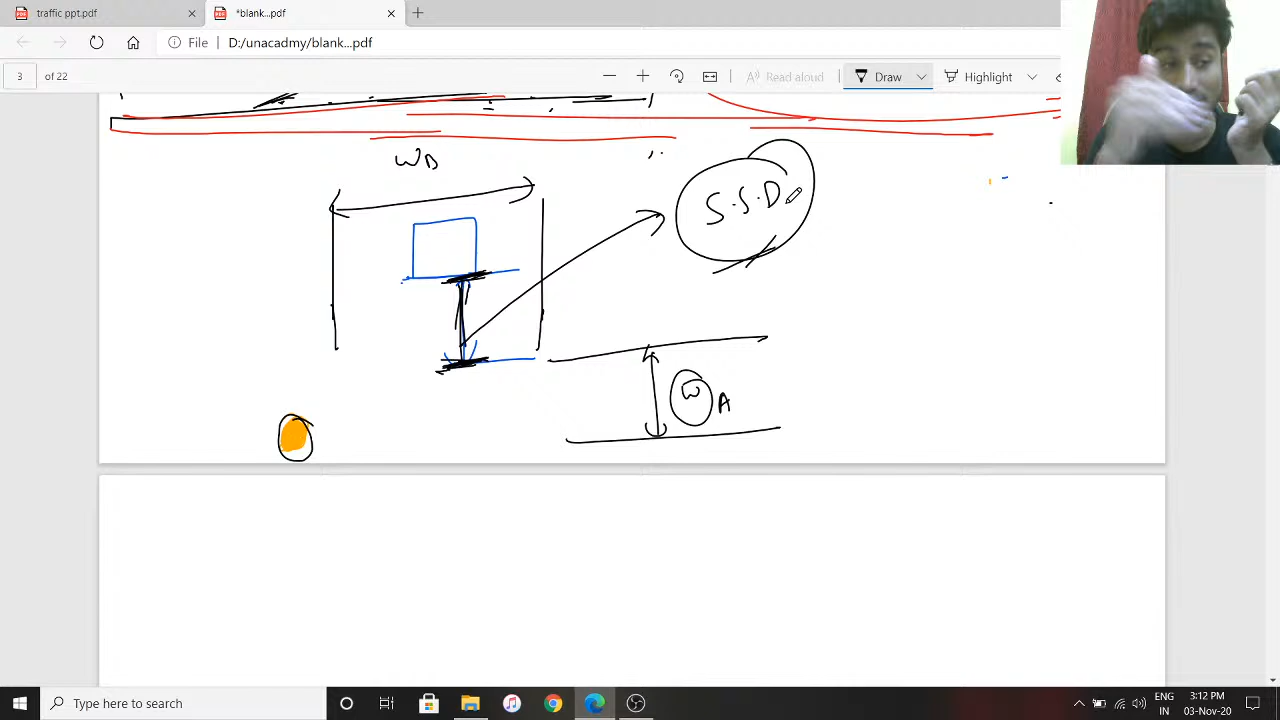 traffic ppt.pdf
*blank...pdf
File
D:/unacadmy/blank...pdf
3 of 22
Read aloud
Draw
Highlight
WB
S.S.D
W A
Type here to search
ENG
IN
3:12 PM
03-Nov-20